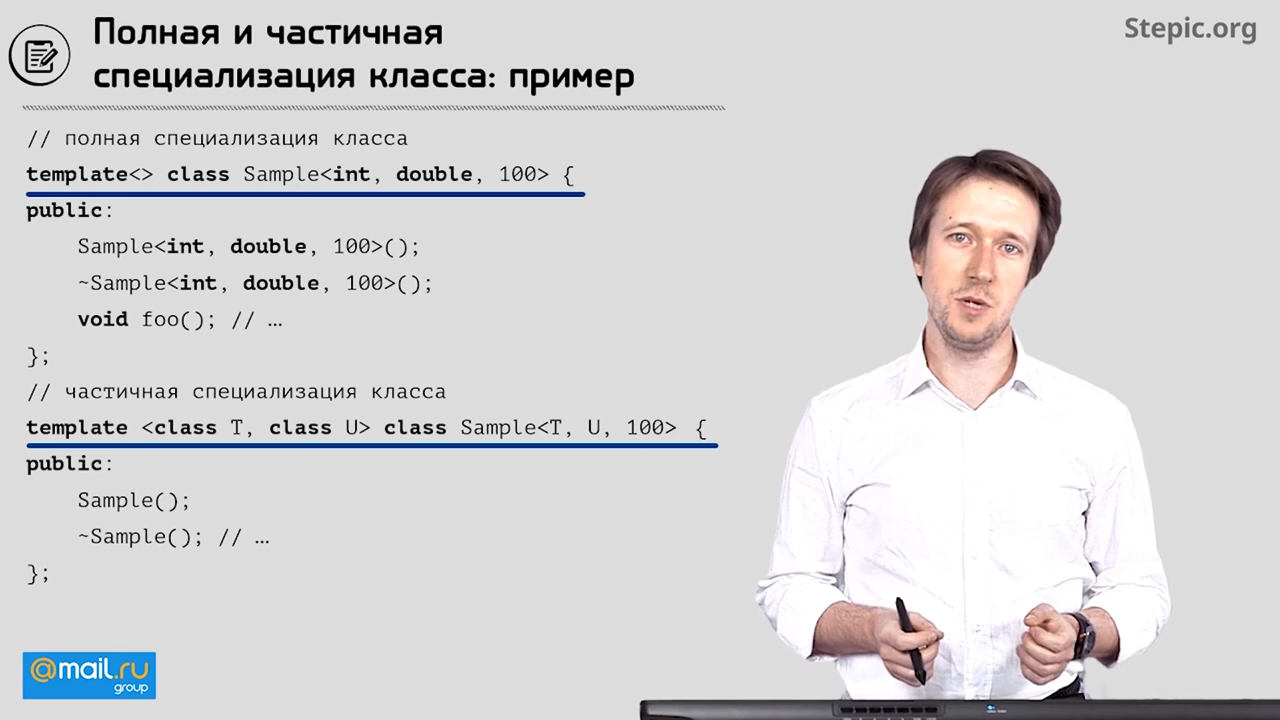 Полная и частичная
специализация класса: пример
Stepic.org
// полная специализация класса
template<> class Sample<int, double, 100> {
public:
    Sample<int, double, 100>();
    ~Sample<int, double, 100>();
    void foo(); // …
};
// частичная специализация класса
template <class T, class U> class Sample<T, U, 100> {
public:
    Sample();
    ~Sample(); // …
};
@mail.ru
group